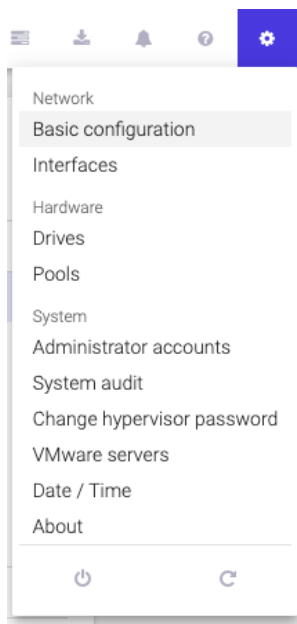 Network
Basic configuration
Interfaces
Hardware
Drives
Pools
System
Administrator accounts
System audit
Change hypervisor password
VMware servers
Date / Time
About